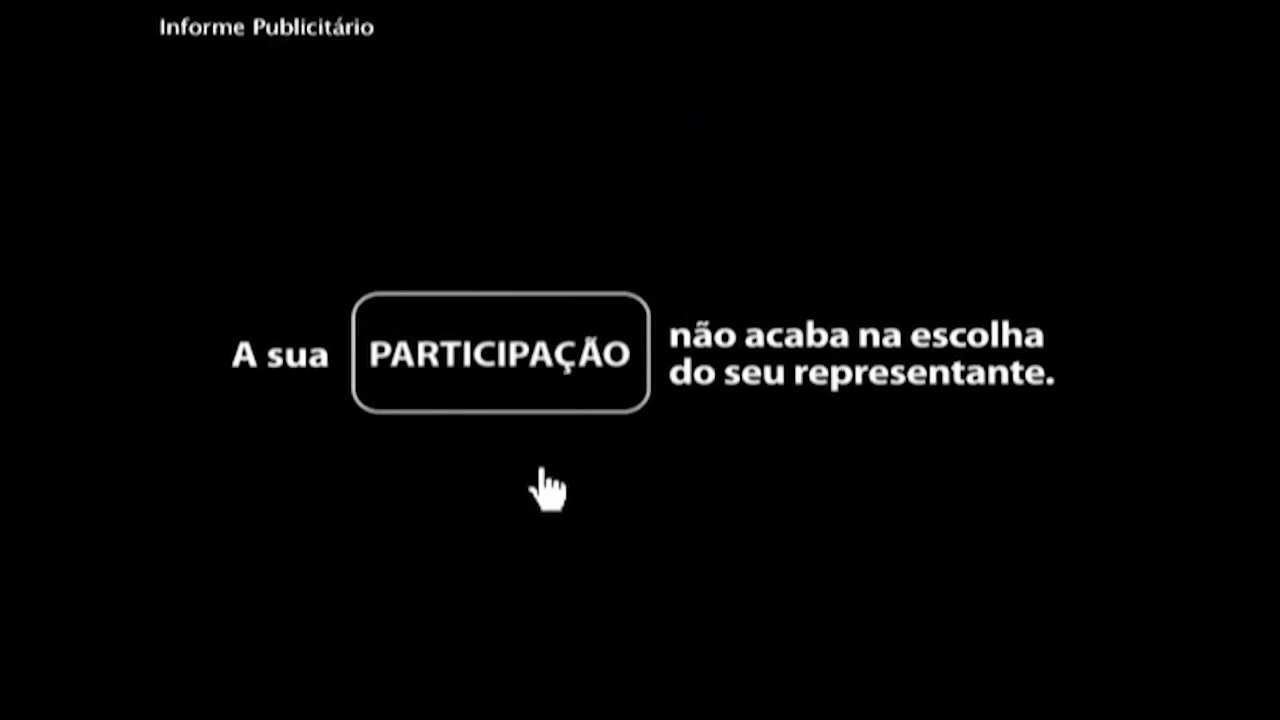 Informe Publicitário
A sua PARTICIPAÇÃO não acaba na escolha
do seu representante.